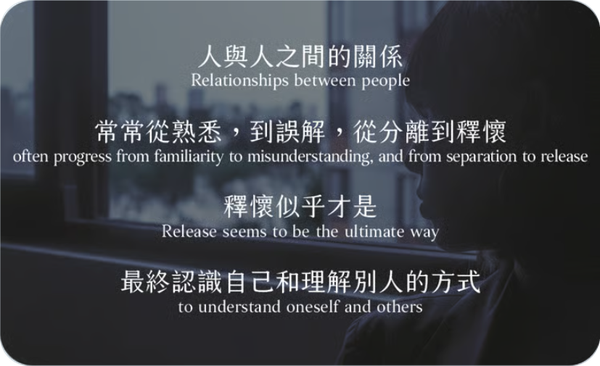 人與人之間的關係
Relationships between people
常常從熟悉，到誤解，從分離到釋懷
often progress from familiarity to misunderstanding, and from separation to release
釋懷似乎才是
Release seems to be the ultimate way
最終認識自己和理解別人的方式
to understand oneself and others